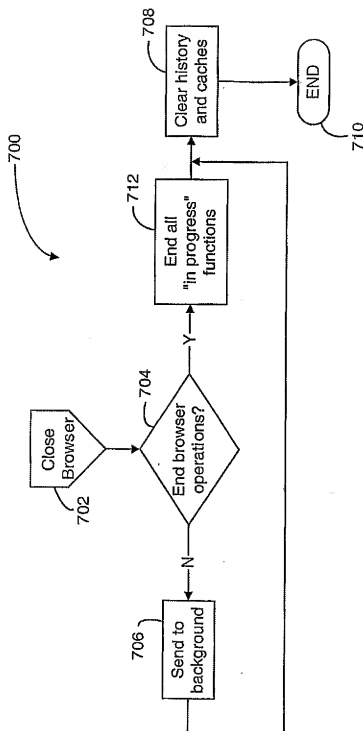 700
Close
Browser
702
704
End browser
operations?
N
Y
706
Send to
background
712
End all
"in progress"
functions
708
Clear history
and caches
END
710